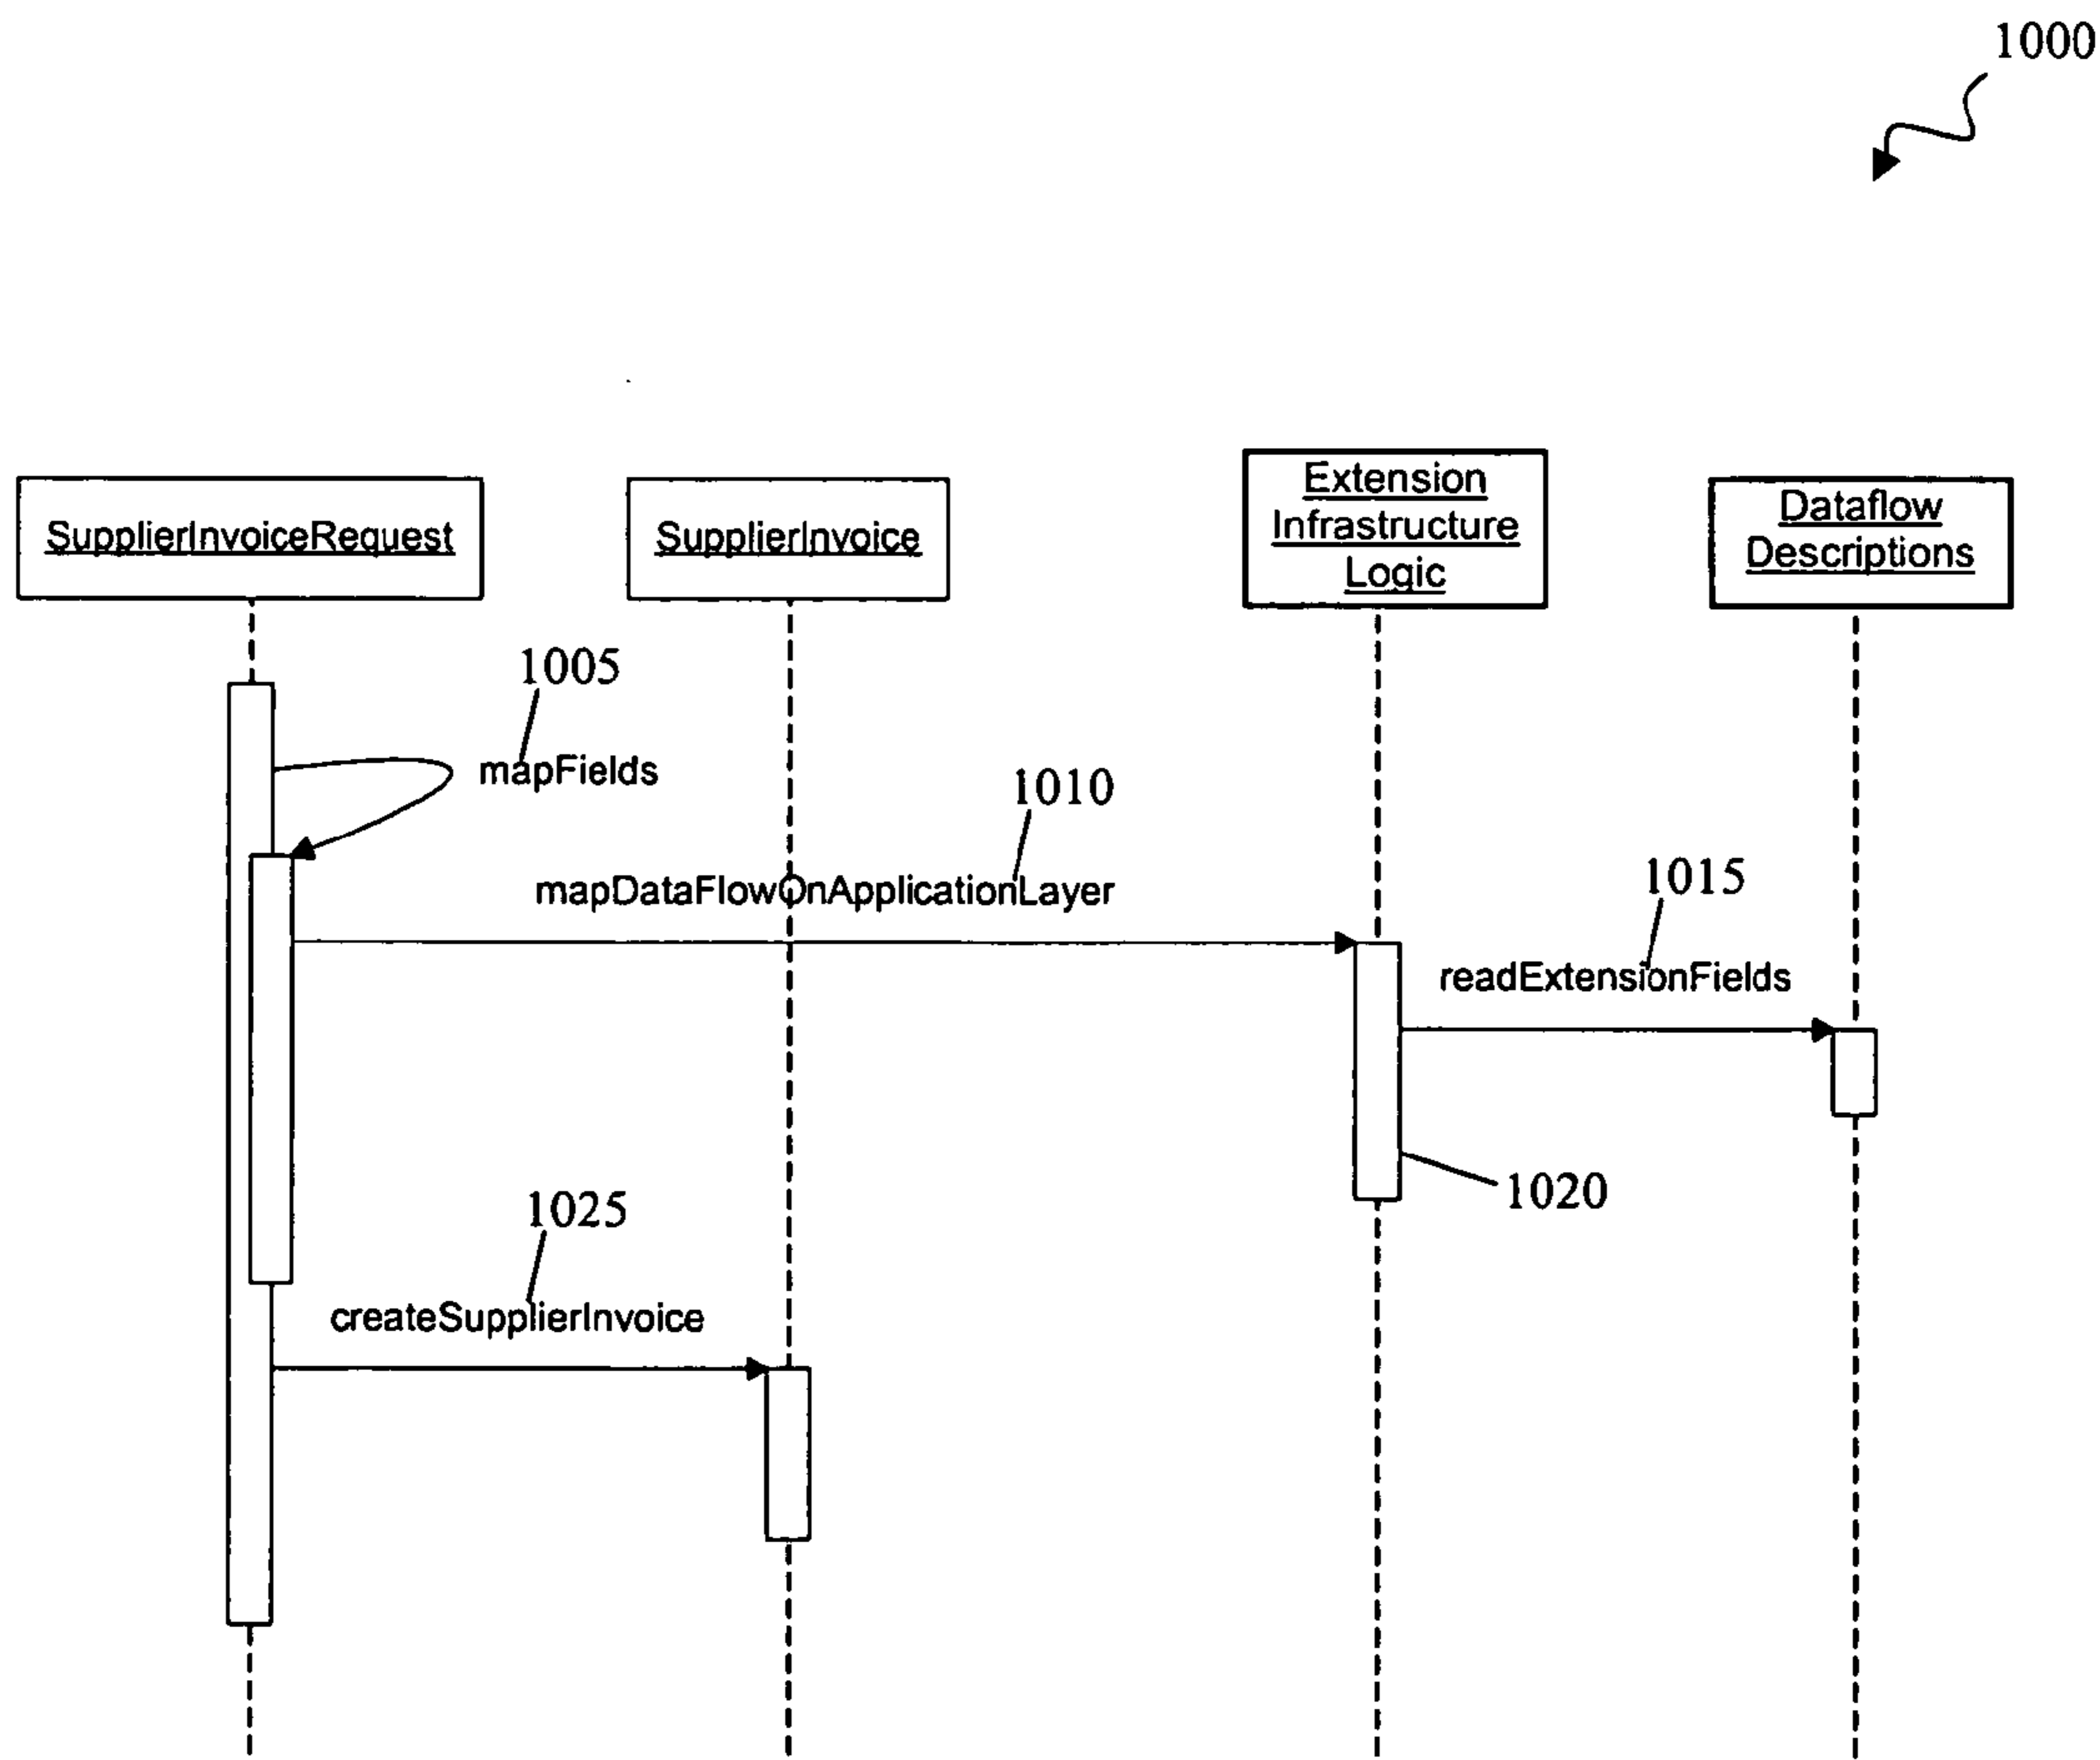 1000
SupplierInvoiceRequest
SupplierInvoice
Extension
Infrastructure
Logic
Dataflow
Descriptions
1005
mapFields
1010
mapDataFlowOnApplicationLayer
1015
readExtensionFields
1020
1025
createSupplierInvoice